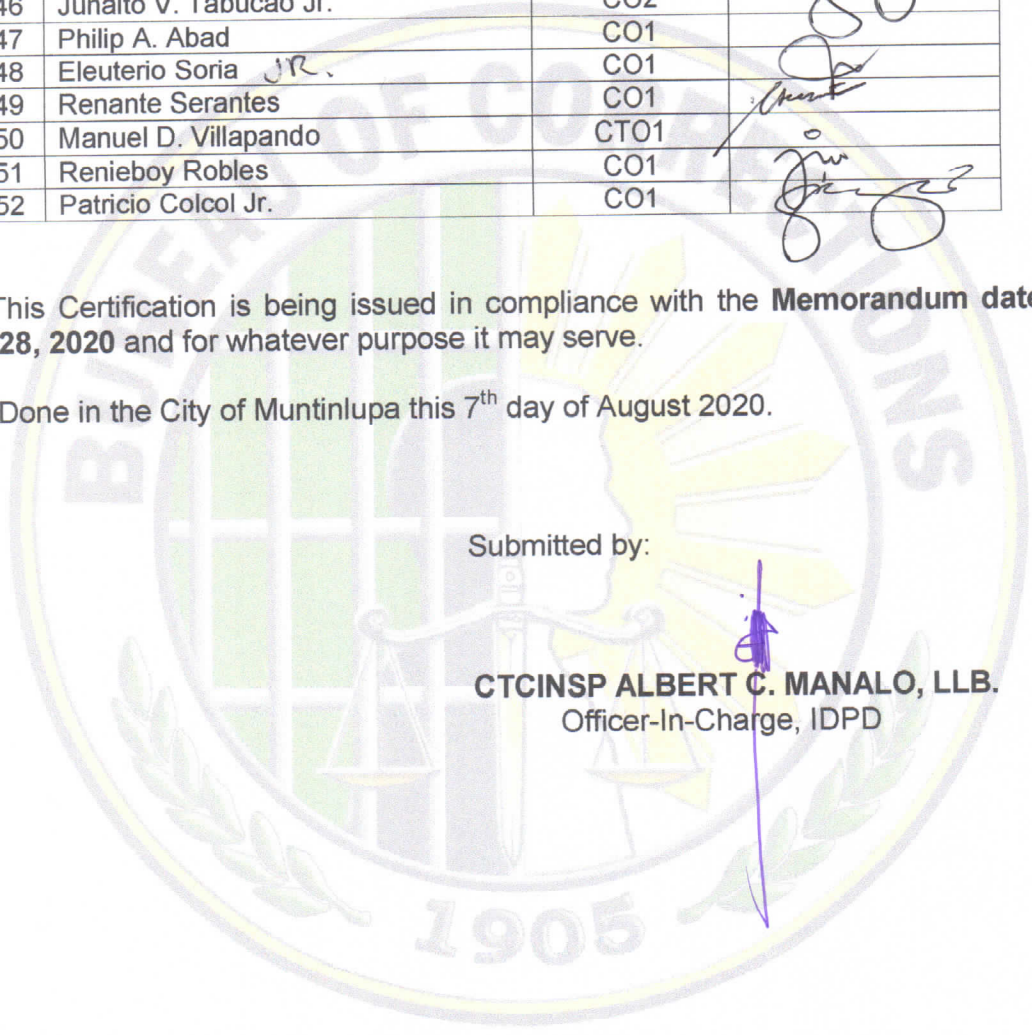 46 Junaito V. Tabucao Jr. CO2
47 Philip A. Abad CO1
48 Eleuterio Soria JR. CO1
49 Renante Serantes CO1
50 Manuel D. Villapando CTO1
51 Renieboy Robles CO1
52 Patricio Colcol Jr. CO1
This Certification is being issued in compliance with the Memorandum date
28, 2020 and for whatever purpose it may serve.
Done in the City of Muntinlupa this 7th day of August 2020.
Submitted by:
CTCINSP ALBERT C. MANALO, LLB.
Officer-In-Charge, IDPD
BUREAU OF CORRECTIONS
1905